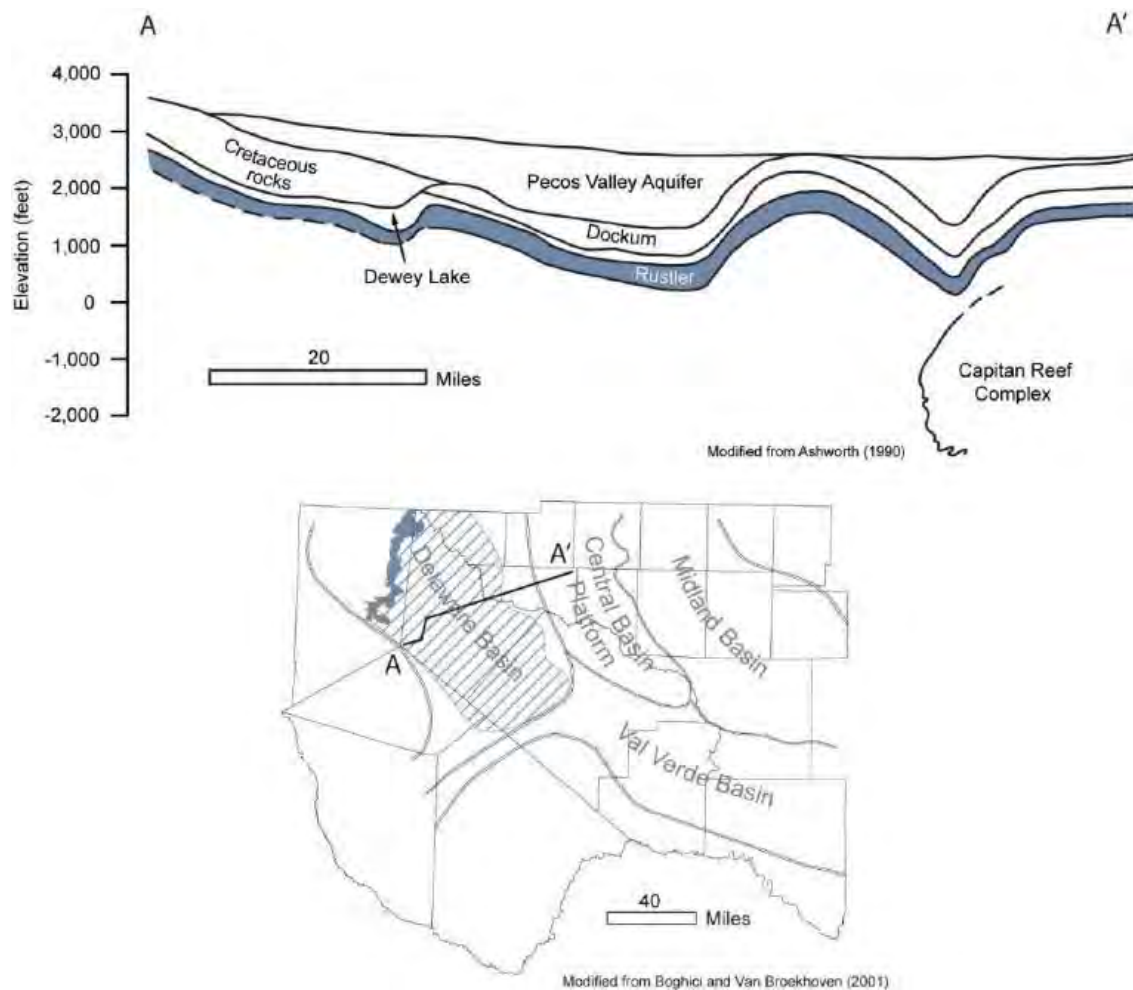 A
A'
4,000
3,000
2,000
1,000
0
-1,000
-2,000
Elevation (feet)
Cretaceous
rocks
Pecos Valley Aquifer
Dockum
Dewey Lake
Rustler
20
Miles
Capitan Reef
Complex
Modified from Ashworth (1990)
A'
A
Delaware Basin
Central Basin
Platform
Midland Basin
Val Verde Basin
40
Miles
Modified from Boghici and Van Broekhoven (2001)